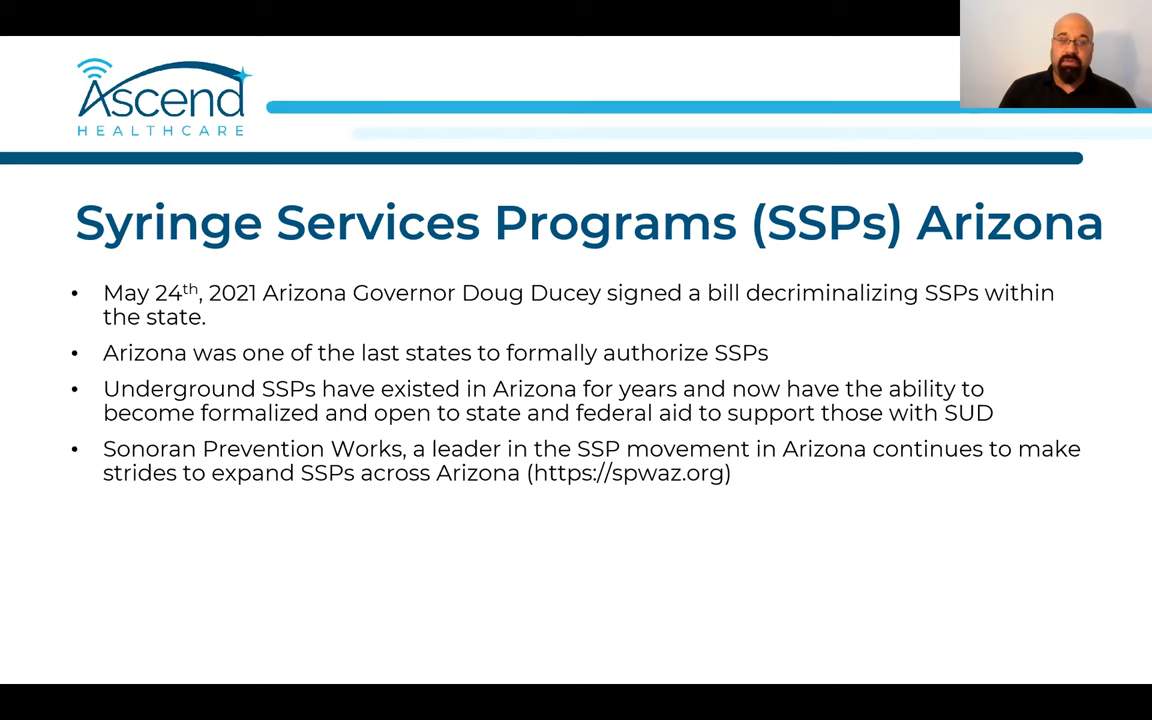 Ascend
HEALTHCARE
Syringe Services Programs (SSPs) Arizona
• May 24th, 2021 Arizona Governor Doug Ducey signed a bill decriminalizing SSPs within
the state.
• Arizona was one of the last states to formally authorize SSPs
• Underground SSPs have existed in Arizona for years and now have the ability to
become formalized and open to state and federal aid to support those with SUD
• Sonoran Prevention Works, a leader in the SSP movement in Arizona continues to make
strides to expand SSPs across Arizona (https://spwaz.org)